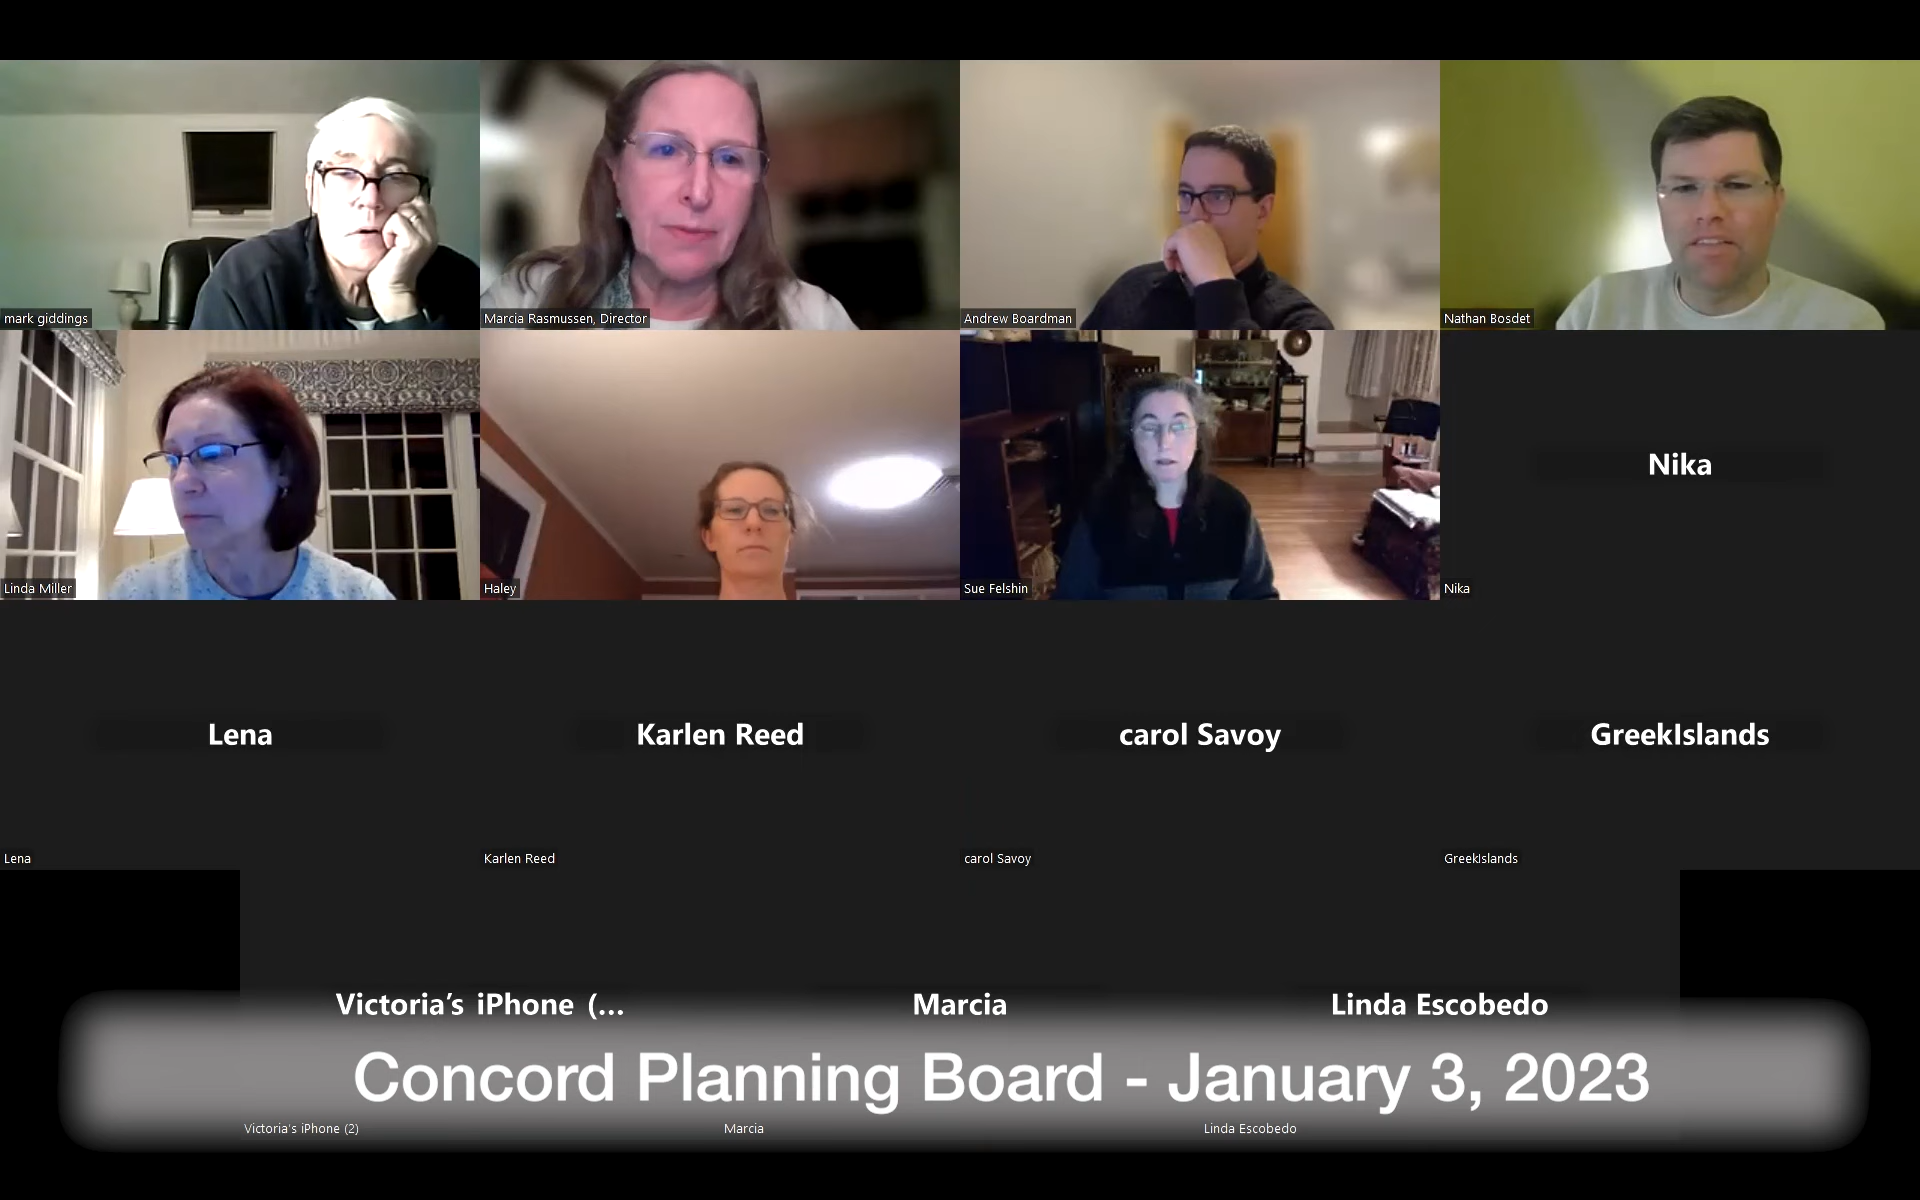 mark giddings
Marcia Rasmussen, Director
Andrew Boardman
Nathan Bosdet
Linda Miller
Haley
Sue Felshin
Nika
Nika
Lena
Karlen Reed
carol Savoy
GreekIslands
Lena
Karlen Reed
carol Savoy
GreekIslands
Victoria's iPhone (...
Marcia
Linda Escobedo
Concord Planning Board - January 3, 2023
Victoria's iPhone (2)
Marcia
Linda Escobedo